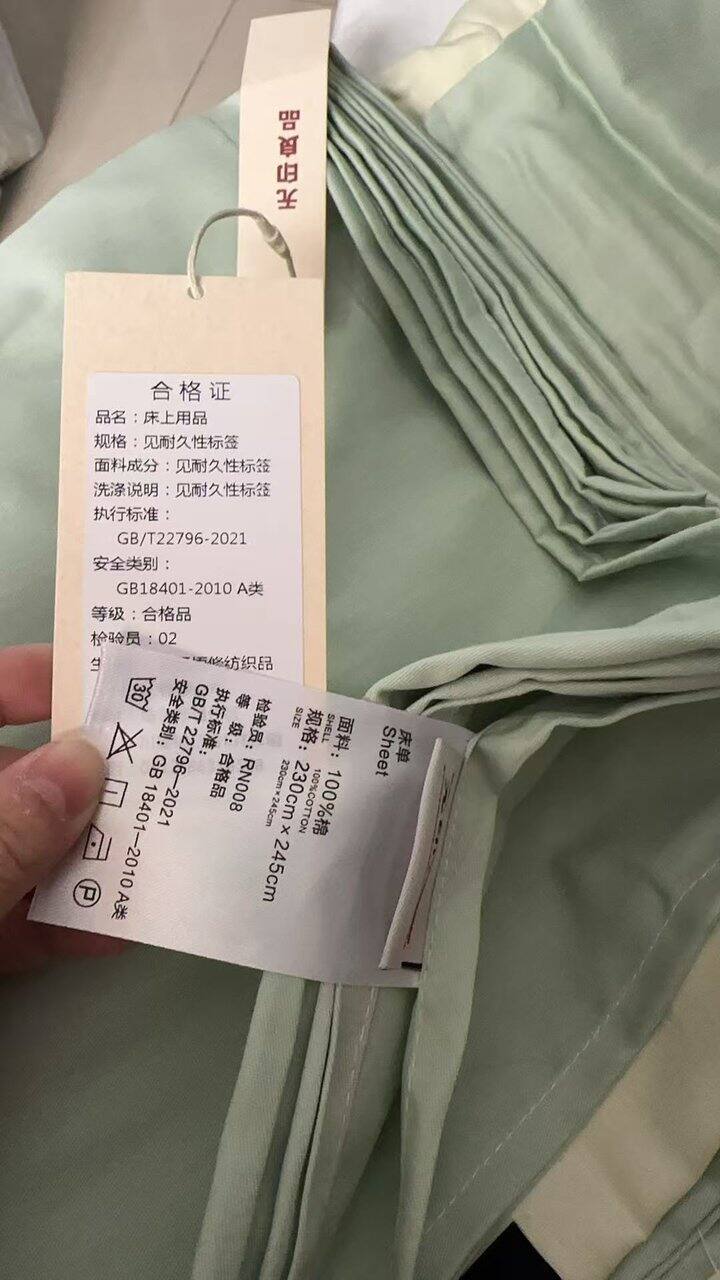 无印良品
合格证
品名：床上用品
规格：见耐久性标签
面料成分：见耐久性标签
洗涤说明：见耐久性标签
执行标准：
GB/T22796-2021
安全类别：
GB18401-2010 A类
等级：合格品
检验员：02
纺织品
床单
Sheet
面料：100%棉
SHELL 100%COTTON
规格：230cm×245cm
SIZE 230cm×245cm
检验员：RN008
等 级：合格品
执行标准：
GB/T 22796—2021
安全类别：GB 18401—2010 A类
30
P